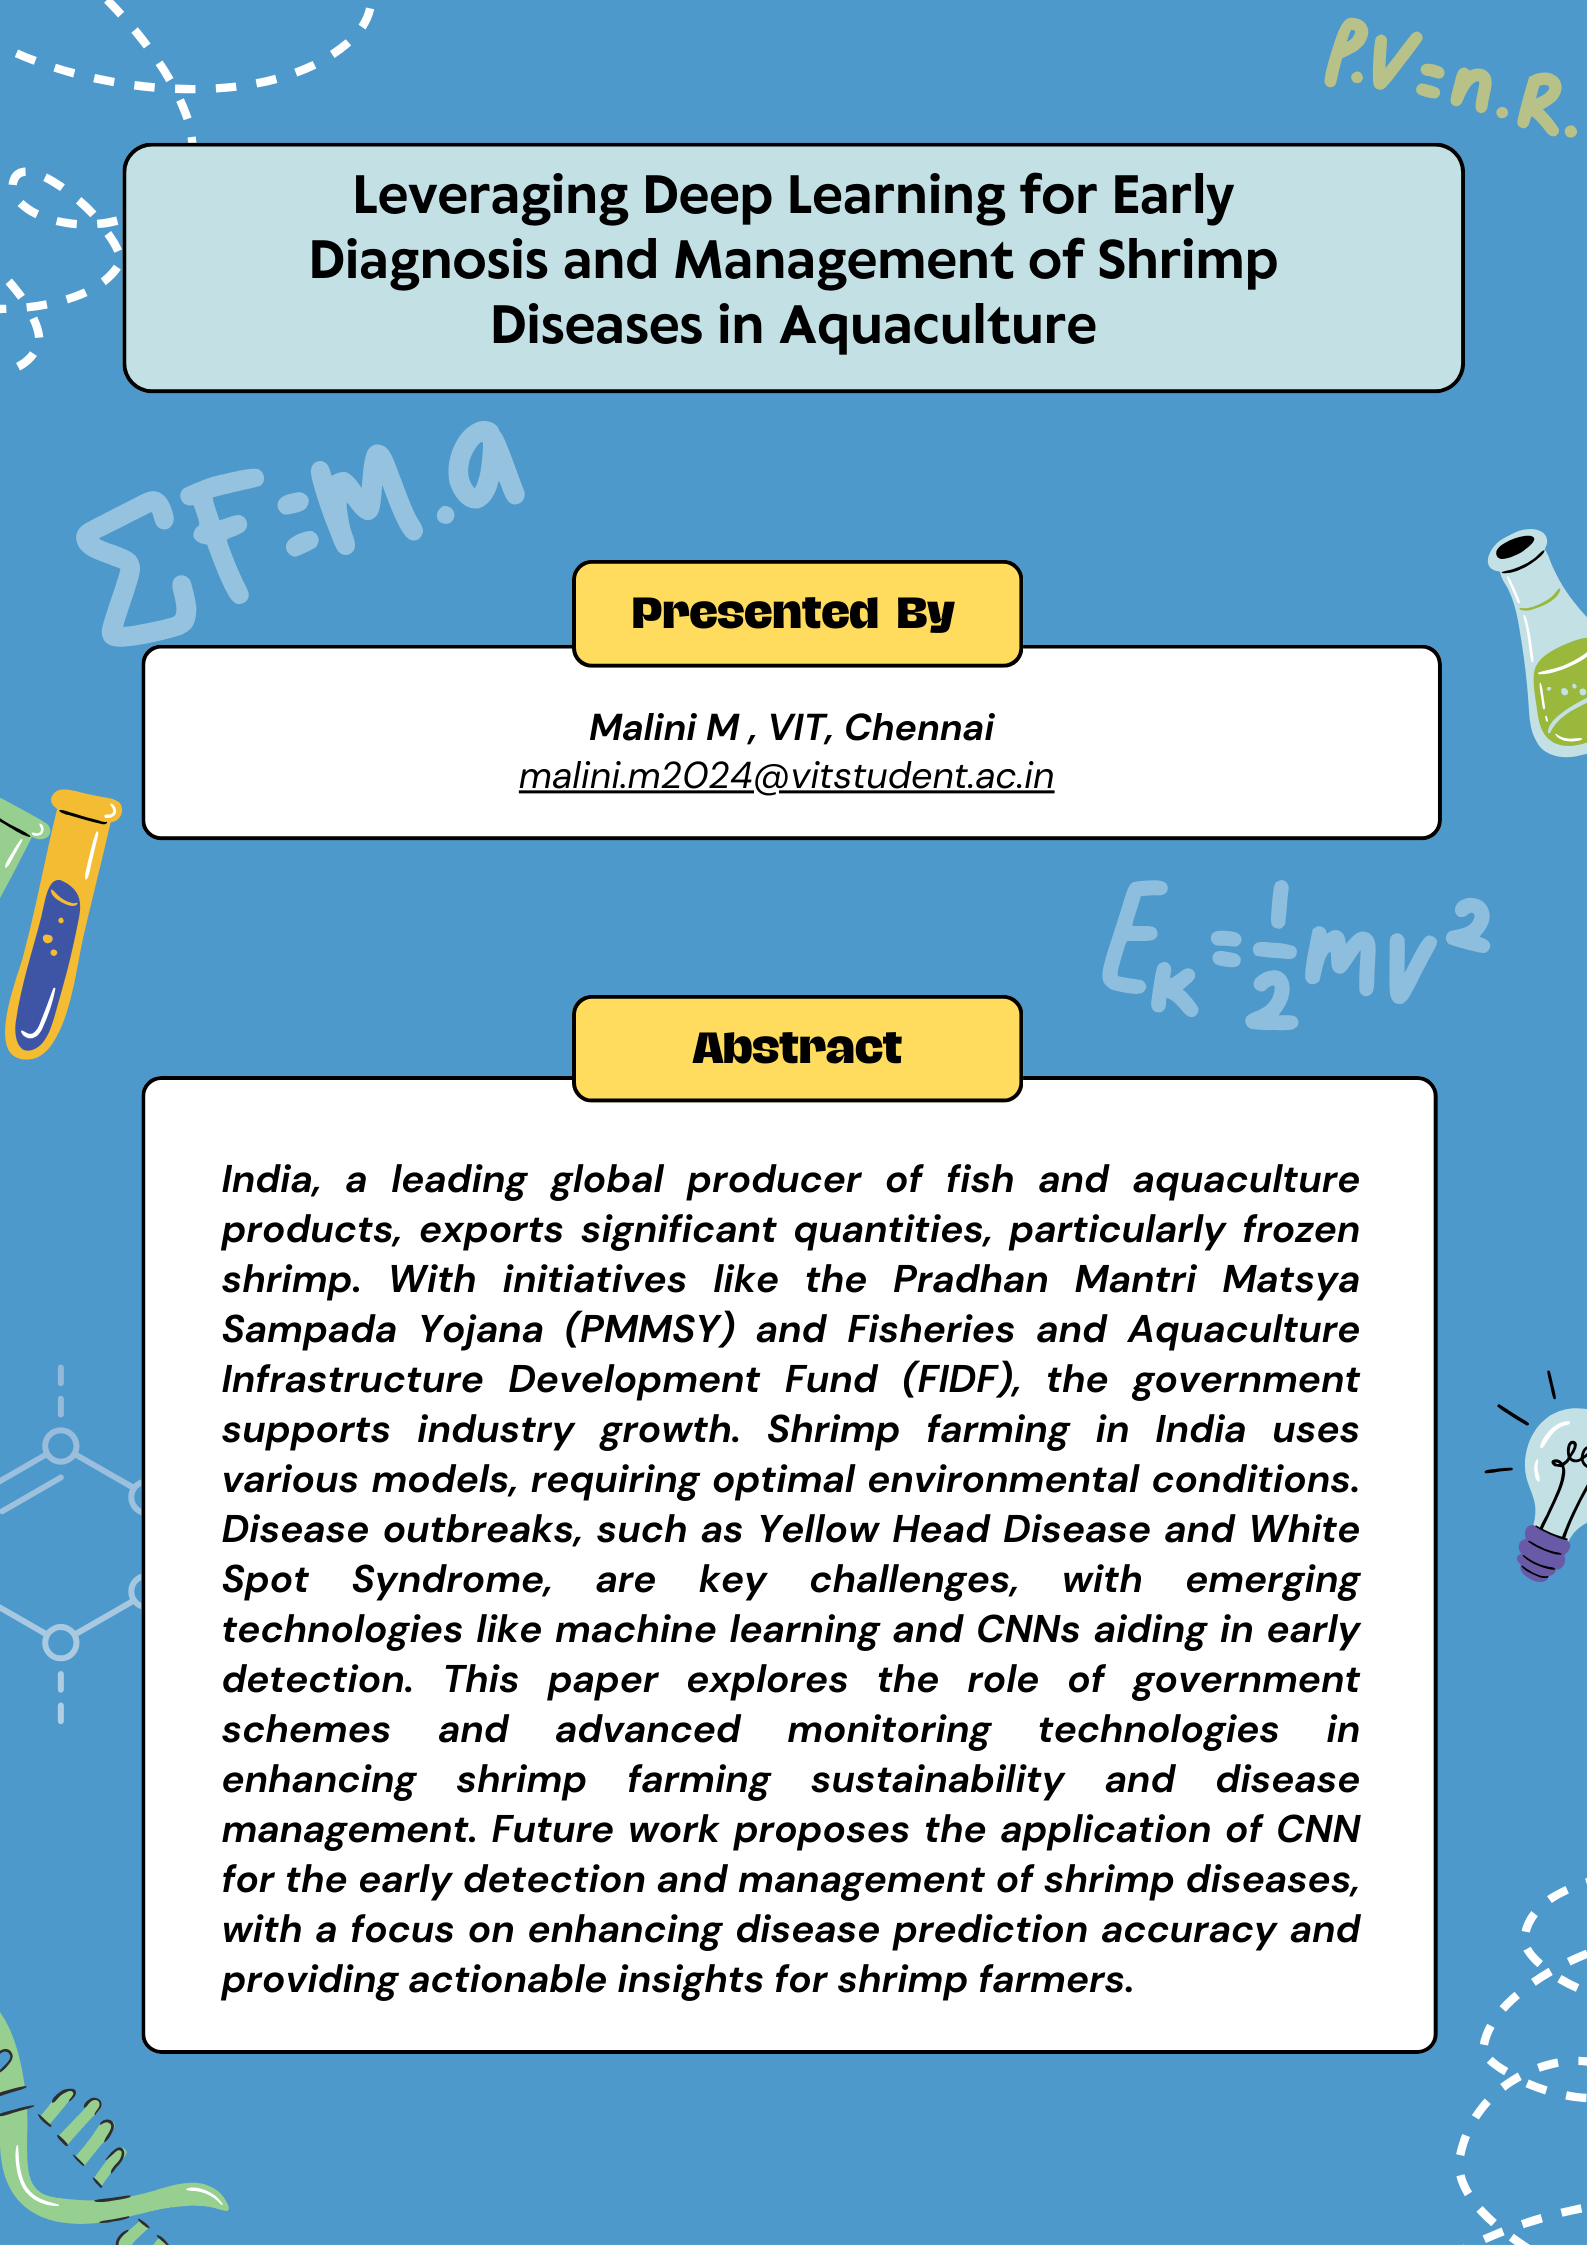 P.V=n.R.
Leveraging Deep Learning for Early
Diagnosis and Management of Shrimp
Diseases in Aquaculture
ΣF=M.a
Presented By
Malini M , VIT, Chennai
malini.m2024@vitstudent.ac.in
Eₖ=½mv²
Abstract
India, a leading global producer of fish and aquaculture
products, exports significant quantities, particularly frozen
shrimp. With initiatives like the Pradhan Mantri Matsya
Sampada Yojana (PMMSY) and Fisheries and Aquaculture
Infrastructure Development Fund (FIDF), the government
supports industry growth. Shrimp farming in India uses
various models, requiring optimal environmental conditions.
Disease outbreaks, such as Yellow Head Disease and White
Spot Syndrome, are key challenges, with emerging
technologies like machine learning and CNNs aiding in early
detection. This paper explores the role of government
schemes and advanced monitoring technologies in
enhancing shrimp farming sustainability and disease
management. Future work proposes the application of CNN
for the early detection and management of shrimp diseases,
with a focus on enhancing disease prediction accuracy and
providing actionable insights for shrimp farmers.